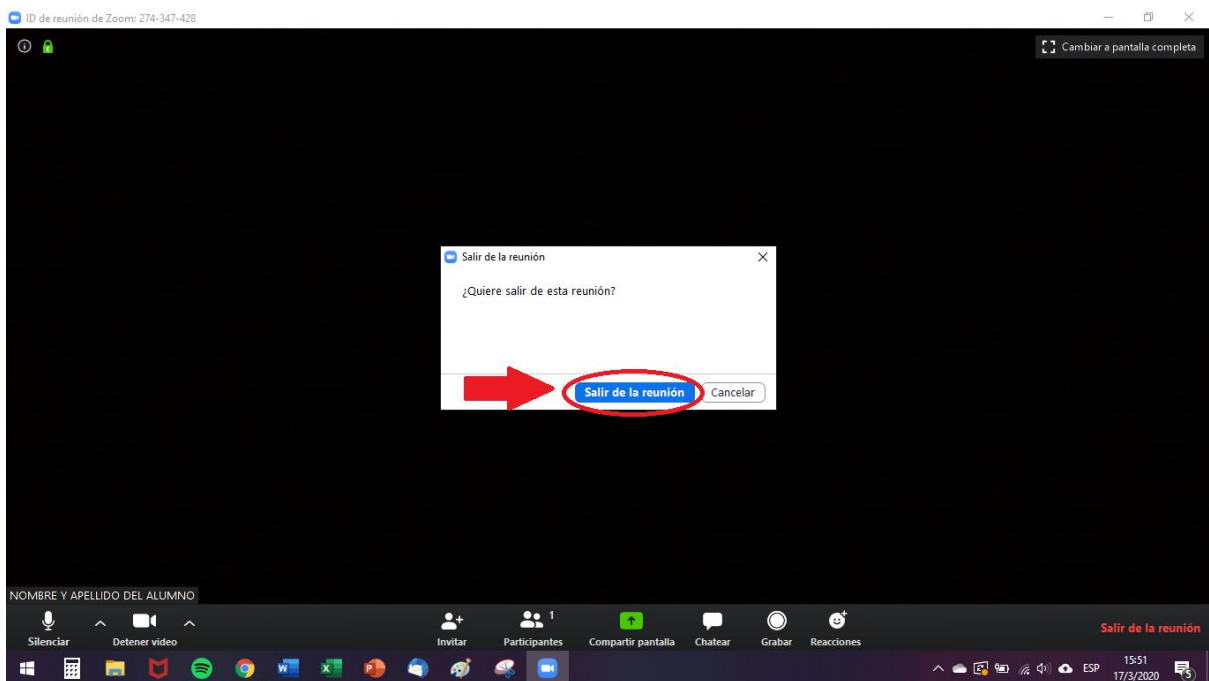 ID de reunión de Zoom: 274-347-428
Cambiar a pantalla completa
Salir de la reunión
¿Quiere salir de esta reunión?
Salir de la reunión
Cancelar
NOMBRE Y APELLIDO DEL ALUMNO
1
Silenciar
Detener video
Invitar
Participantes
Compartir pantalla
Chatear
Grabar
Reacciones
Salir de la reunión
ESP
15:51
17/3/2020
5